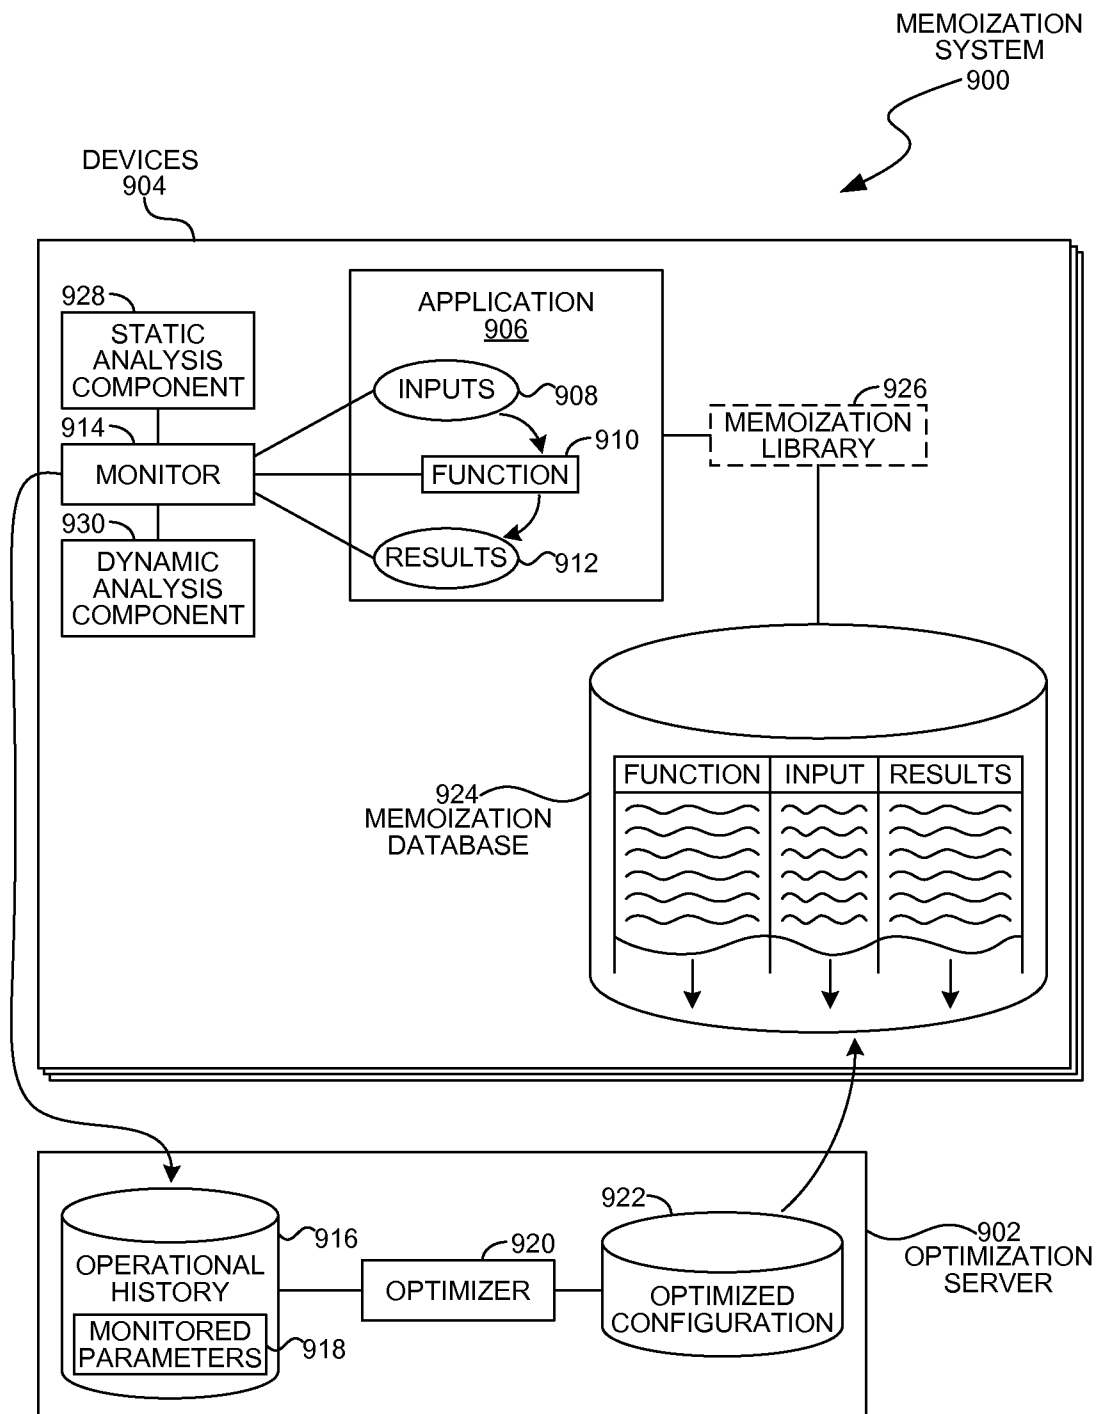 MEMOIZATION
SYSTEM
900
DEVICES
904
928
STATIC
ANALYSIS
COMPONENT
914
MONITOR
930
DYNAMIC
ANALYSIS
COMPONENT
APPLICATION
906
INPUTS
908
910
FUNCTION
RESULTS
912
926
MEMOIZATION
LIBRARY
924
MEMOIZATION
DATABASE
FUNCTION INPUT RESULTS
916
OPERATIONAL
HISTORY
MONITORED
PARAMETERS
918
920
OPTIMIZER
922
OPTIMIZED
CONFIGURATION
902
OPTIMIZATION
SERVER